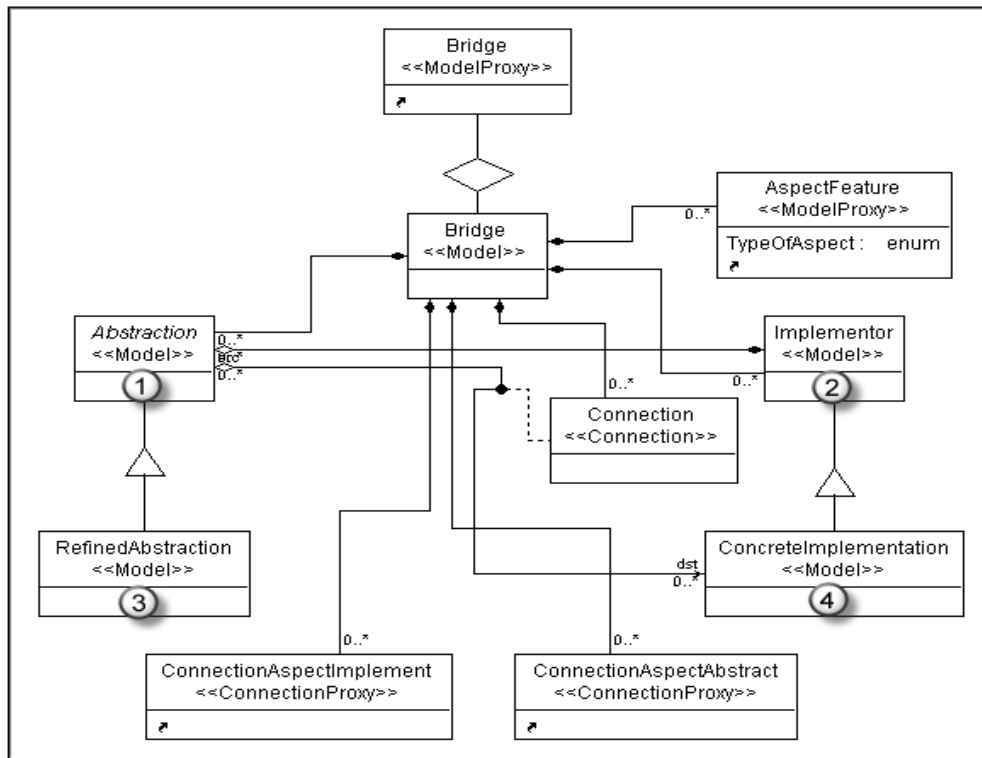 Bridge
<<ModelProxy>>
AspectFeature
<<ModelProxy>>
TypeOfAspect : enum
0..*
Bridge
<<Model>>
Abstraction
<<Model>>
1
0..*
src
0..*
Implementor
<<Model>>
2
0..*
0..*
Connection
<<Connection>>
RefinedAbstraction
<<Model>>
3
dst
0..*
ConcreteImplementation
<<Model>>
4
0..*
ConnectionAspectImplement
<<ConnectionProxy>>
0..*
ConnectionAspectAbstract
<<ConnectionProxy>>